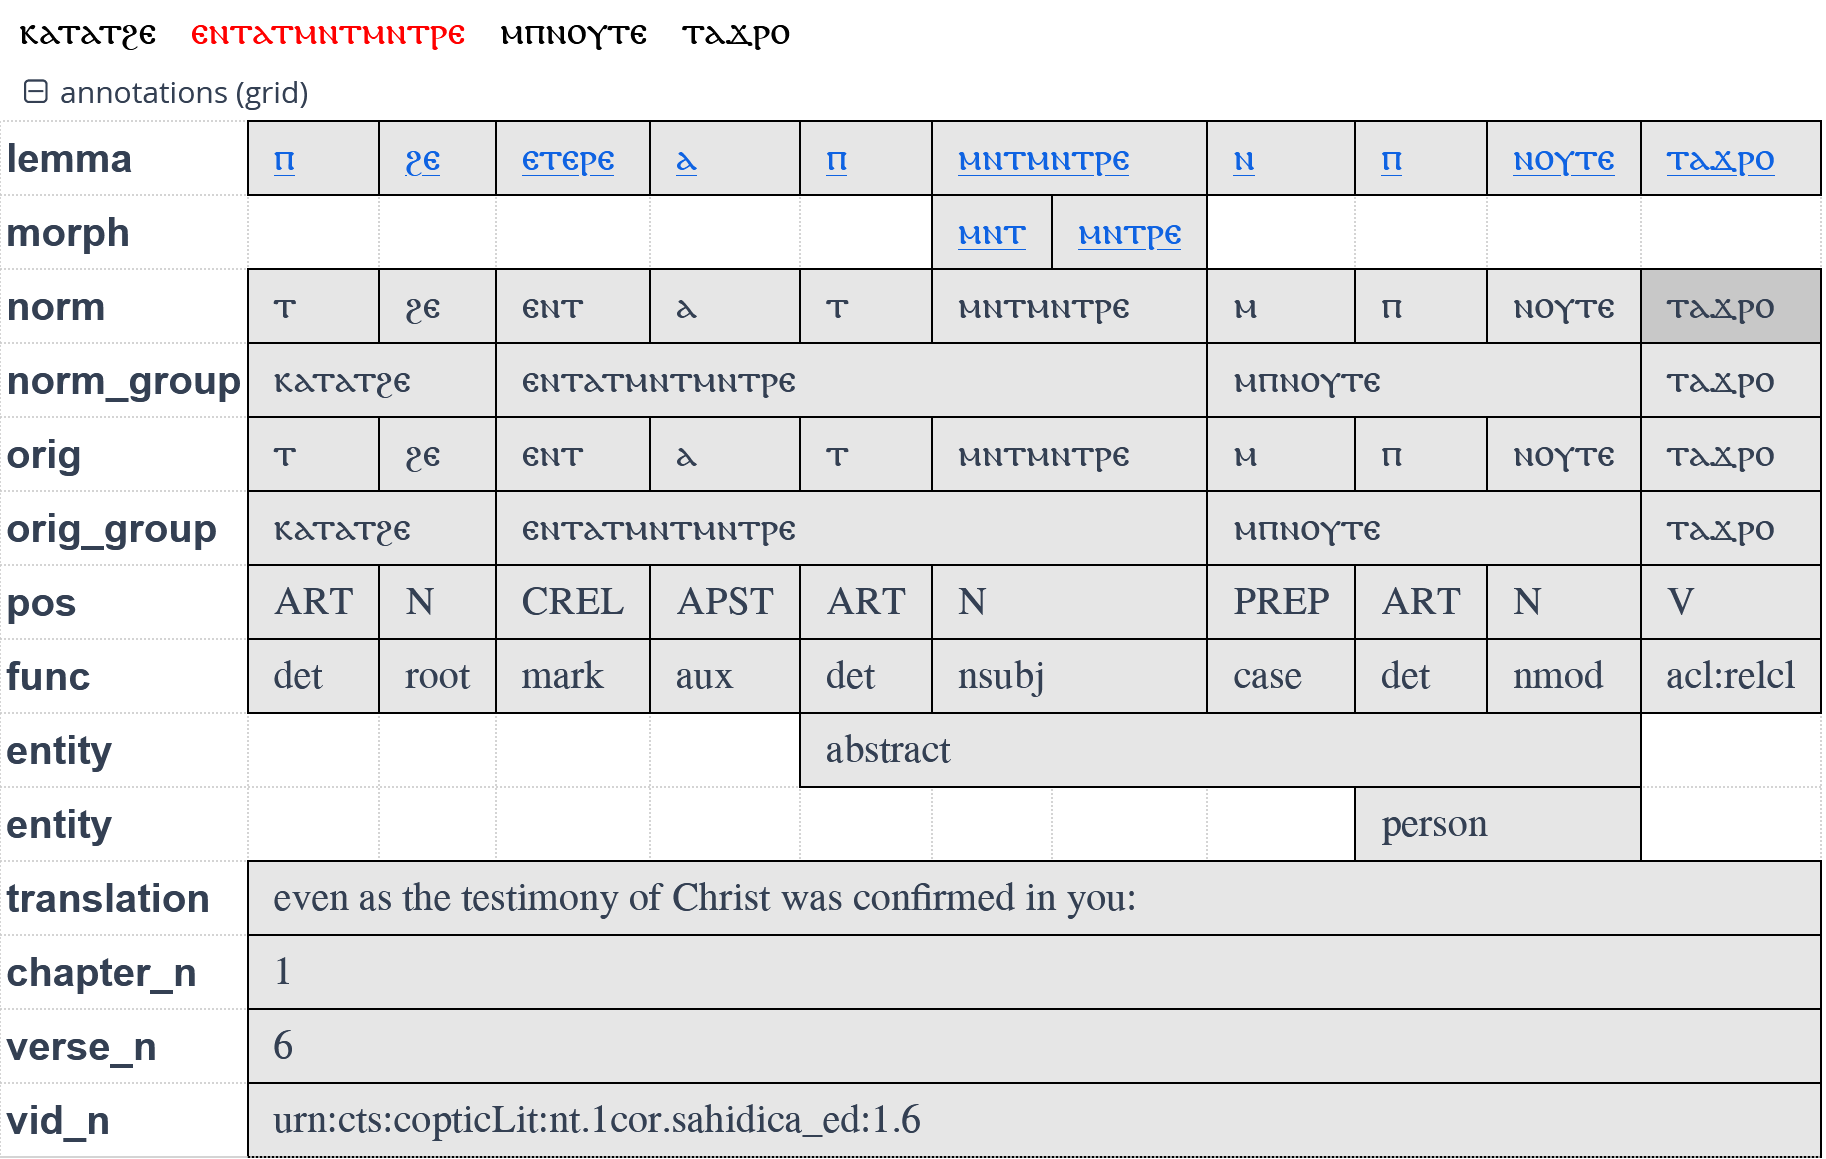 ⲕⲁⲧⲁⲧϩⲉ ⲉⲛⲧⲁⲧⲙⲛⲧⲙⲛⲧⲣⲉ ⲙⲡⲛⲟⲩⲧⲉ ⲧⲁϫⲣⲟ
annotations (grid)
lemma ⲡ ϩⲉ ⲉⲧⲉⲣⲉ ⲁ ⲡ ⲙⲛⲧⲙⲛⲧⲣⲉ ⲛ ⲡ ⲛⲟⲩⲧⲉ ⲧⲁϫⲣⲟ
morph ⲙⲛⲧ ⲙⲛⲧⲣⲉ
norm ⲧ ϩⲉ ⲉⲛⲧ ⲁ ⲧ ⲙⲛⲧⲙⲛⲧⲣⲉ ⲙ ⲡ ⲛⲟⲩⲧⲉ ⲧⲁϫⲣⲟ
norm_group ⲕⲁⲧⲁⲧϩⲉ ⲉⲛⲧⲁⲧⲙⲛⲧⲙⲛⲧⲣⲉ ⲙⲡⲛⲟⲩⲧⲉ ⲧⲁϫⲣⲟ
orig ⲧ ϩⲉ ⲉⲛⲧ ⲁ ⲧ ⲙⲛⲧⲙⲛⲧⲣⲉ ⲙ ⲡ ⲛⲟⲩⲧⲉ ⲧⲁϫⲣⲟ
orig_group ⲕⲁⲧⲁⲧϩⲉ ⲉⲛⲧⲁⲧⲙⲛⲧⲙⲛⲧⲣⲉ ⲙⲡⲛⲟⲩⲧⲉ ⲧⲁϫⲣⲟ
pos ART N CREL APST ART N PREP ART N V
func det root mark aux det nsubj case det nmod acl:relcl
entity abstract
entity person
translation even as the testimony of Christ was confirmed in you:
chapter_n 1
verse_n 6
vid_n urn:cts:copticLit:nt.1cor.sahidica_ed:1.6